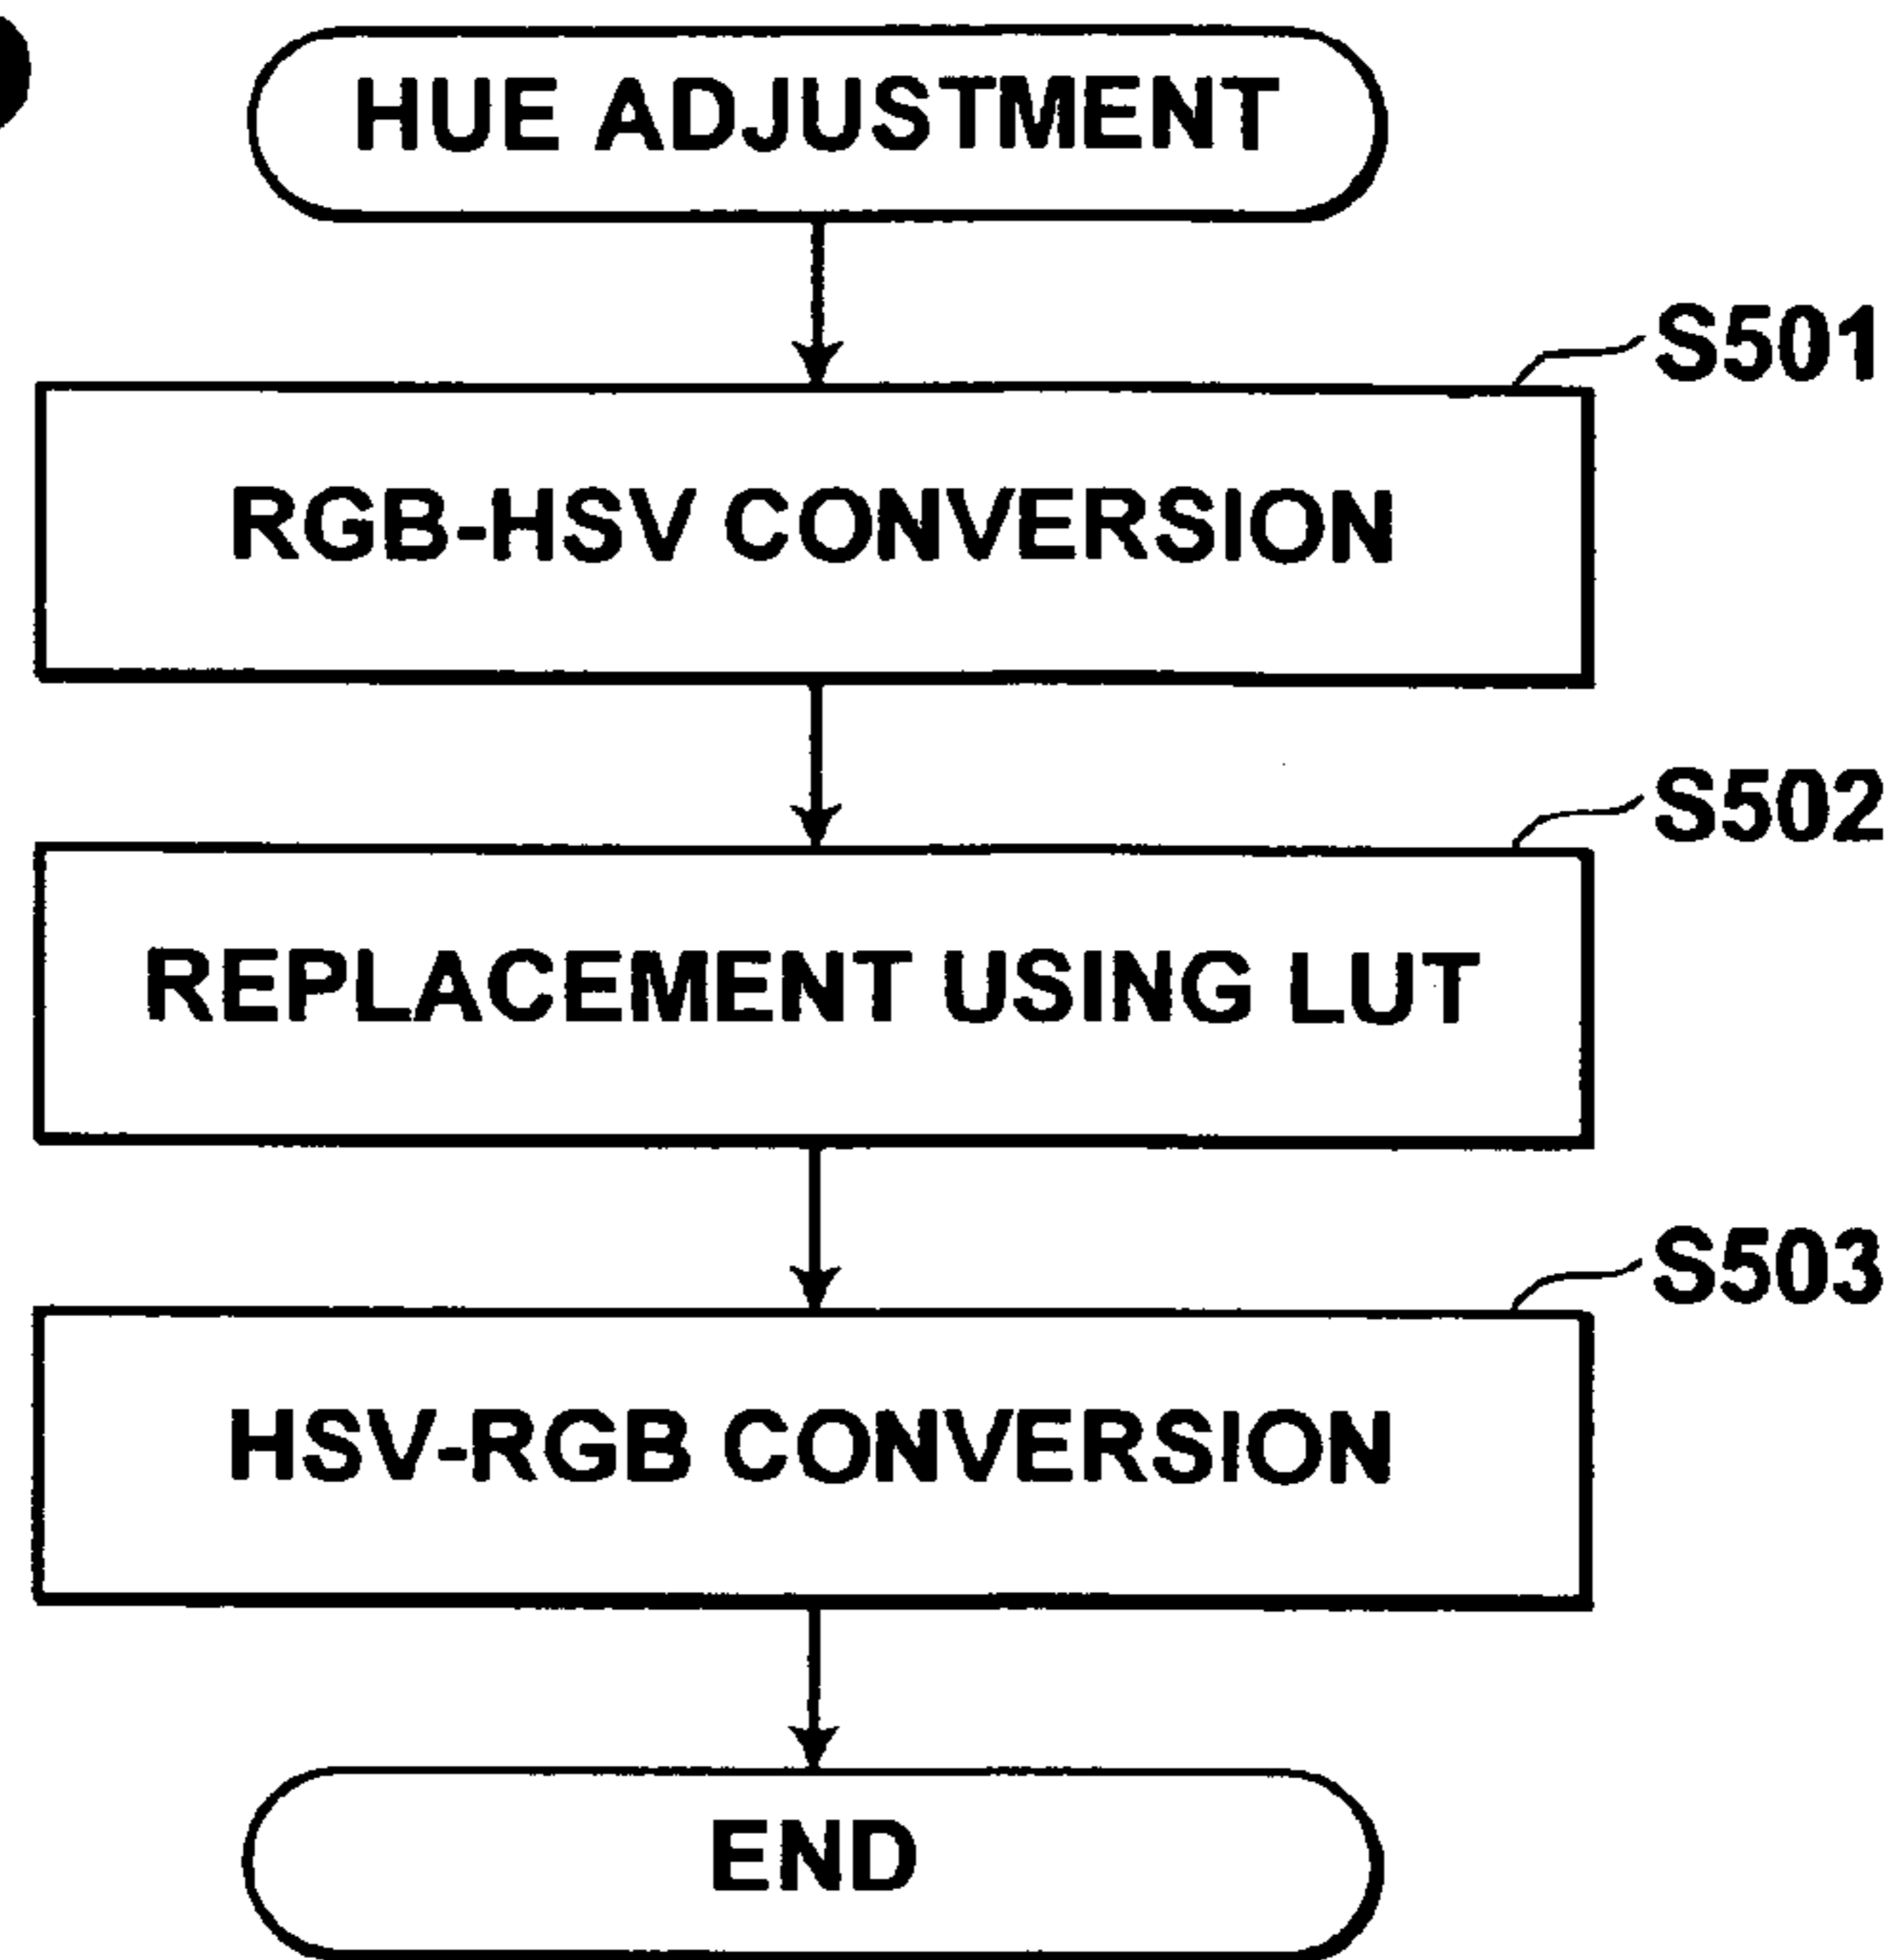 HUE ADJUSTMENT
S501
RGB-HSV CONVERSION
S502
REPLACEMENT USING LUT
S503
HSV-RGB CONVERSION
END